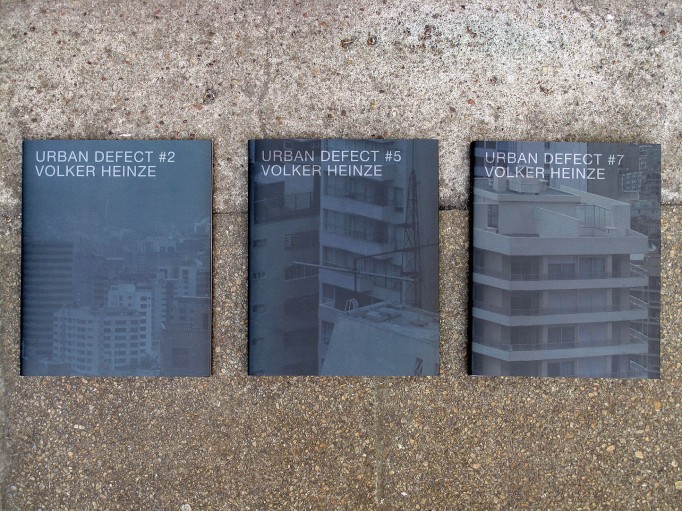 URBAN DEFECT #2
VOLKER HEINZE
URBAN DEFECT #5
VOLKER HEINZE
URBAN DEFECT #7
VOLKER HEINZE